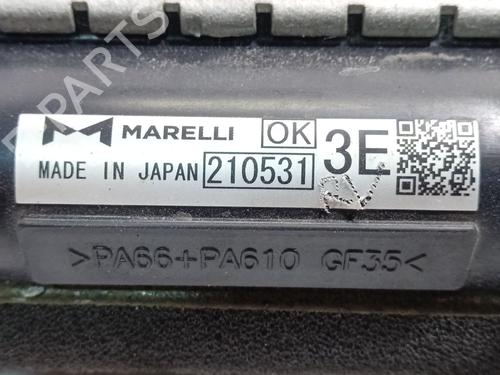 MARELLI OK 3E
MADE IN JAPAN 210531
>PA66+PA610 GF35<